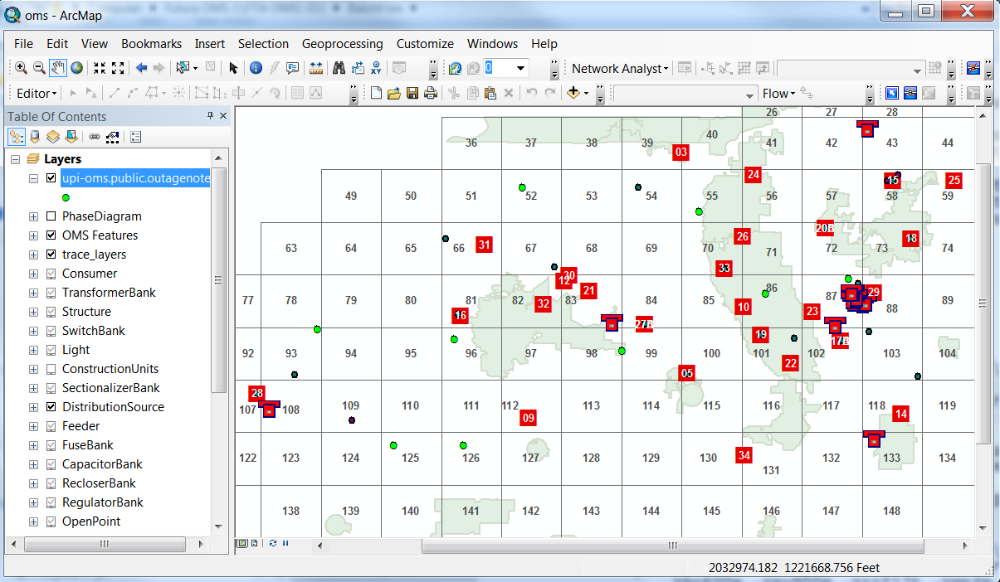 oms - ArcMap
File Edit View Bookmarks Insert Selection Geoprocessing Customize Windows Help
0 Network Analyst
Editor Flow
Table Of Contents
Layers
upi-oms.public.outagenote
PhaseDiagram
OMS Features
trace_layers
Consumer
TransformerBank
Structure
SwitchBank
Light
ConstructionUnits
SectionalizerBank
DistributionSource
Feeder
FuseBank
CapacitorBank
RecloserBank
RegulatorBank
OpenPoint
26 27 28
36 37 38 39 40 41 42 43 44
03
24 15 25
49 50 51 52 53 54 55 56 57 58 59
20B
31 26 18
63 64 65 66 67 68 69 70 71 72 73 74
33
30
12 21 29
77 78 79 80 81 82 83 84 85 86 87 88 89
16 32 10 23
27B 19 17B
92 93 94 95 96 97 98 99 100 101 102 103 104
22
05
28
107 108 109 110 111 112 113 114 115 116 117 118 119
09 14
122 123 124 125 126 127 128 129 130 131 132 133 134
34
138 139 140 141 142 143 144 145 146 147 148
2032974.182 1221668.756 Feet